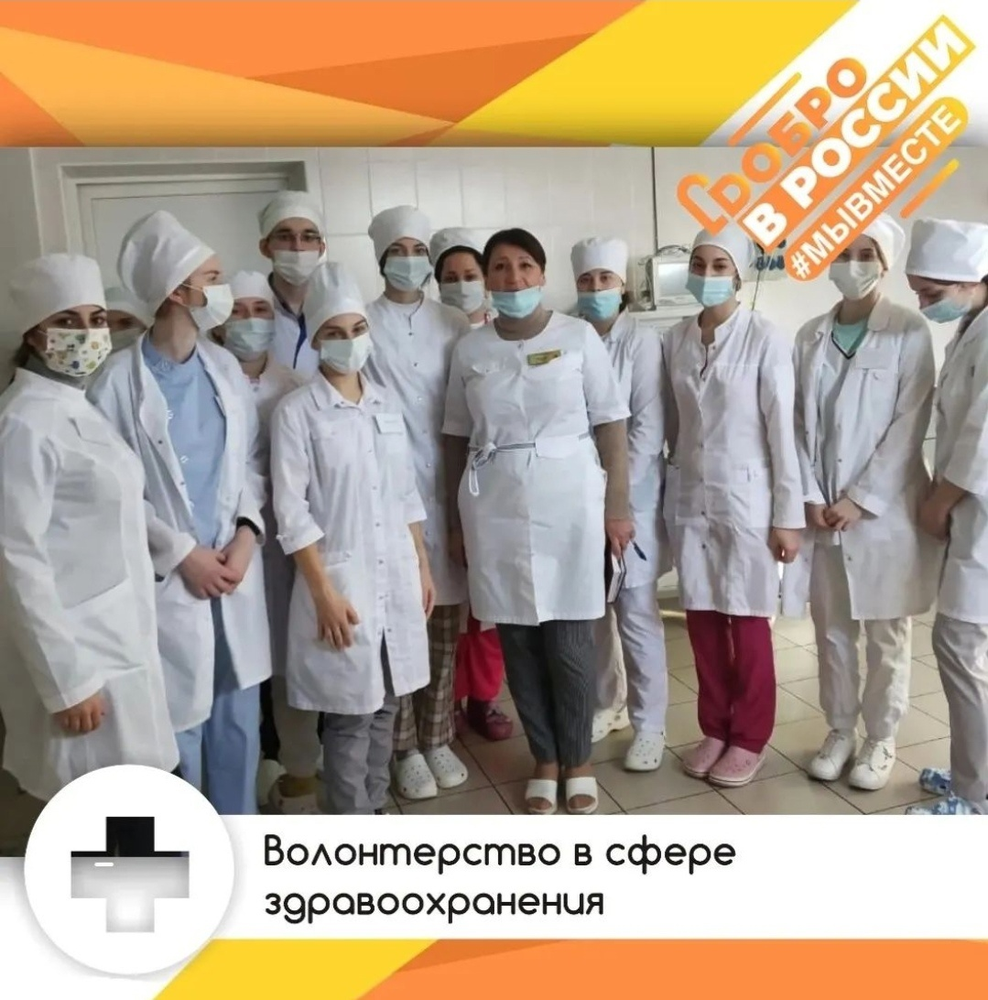 ДОБРО
В РОССИИ
#МЫВМЕСТЕ
Волонтерство в сфере
здравоохранения